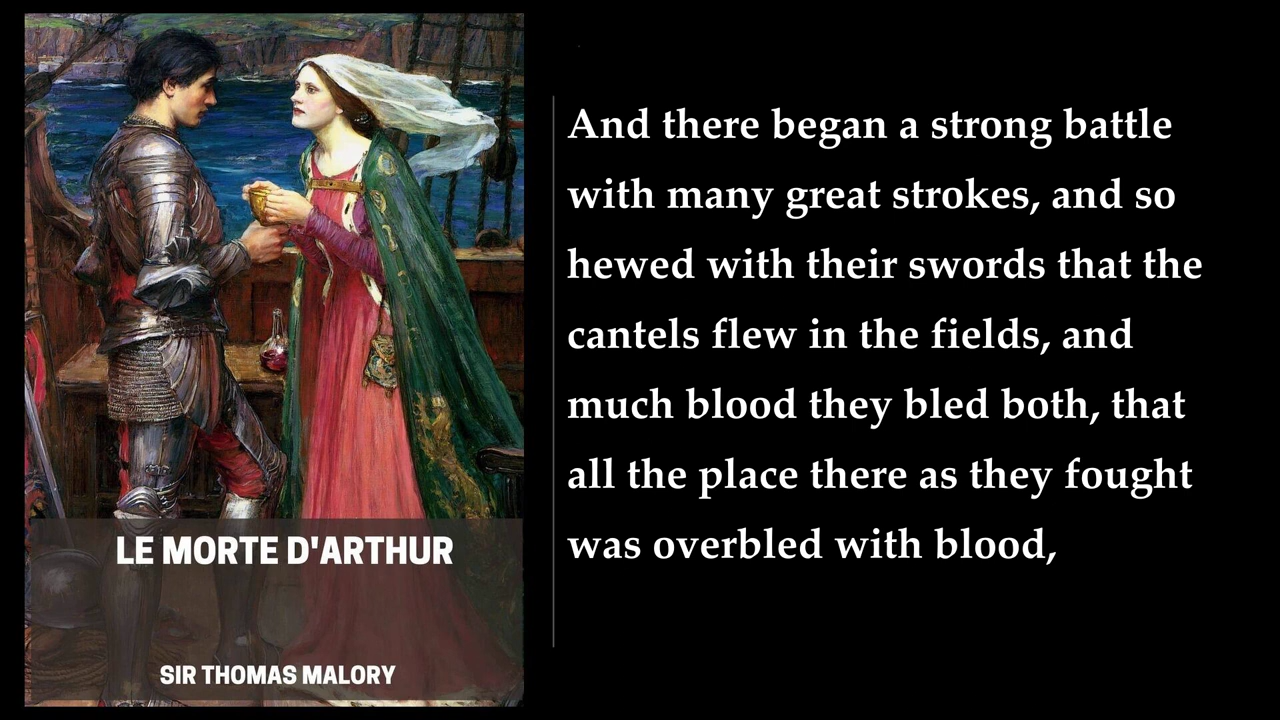 LE MORTE D'ARTHUR
SIR THOMAS MALORY
And there began a strong battle
with many great strokes, and so
hewed with their swords that the
cantels flew in the fields, and
much blood they bled both, that
all the place there as they fought
was overbled with blood,